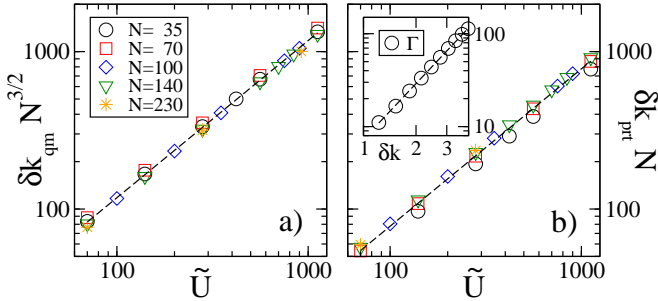 N= 35
N= 70
N=100
N=140
N=230
1000
100
δk_qm N^3/2
100
1000
Ũ
a)
Γ
100
10
1
2
3
δk
1000
100
δk_prt N
100
1000
Ũ
b)